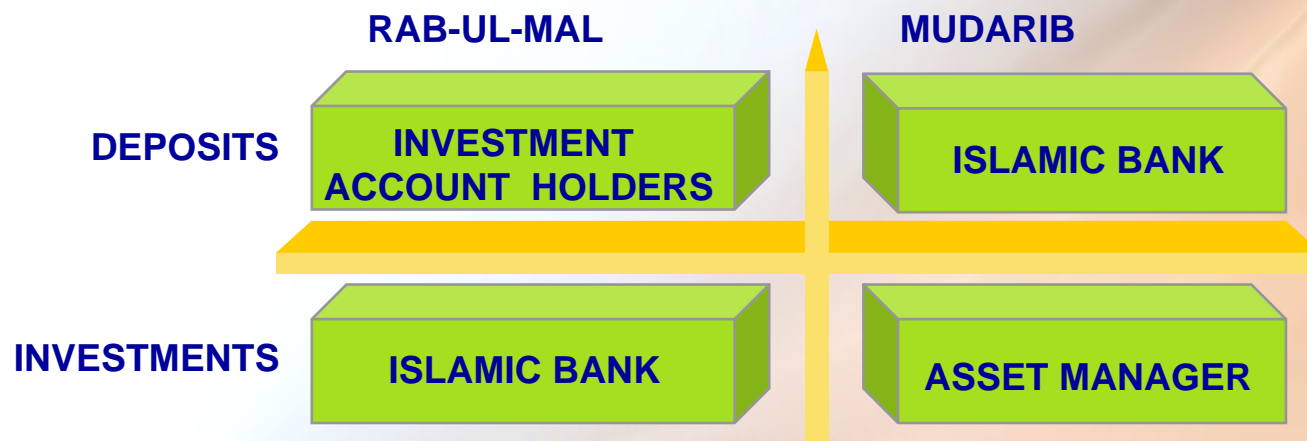 RAB-UL-MAL
MUDARIB
DEPOSITS
INVESTMENT
ACCOUNT HOLDERS
ISLAMIC BANK
INVESTMENTS
ISLAMIC BANK
ASSET MANAGER